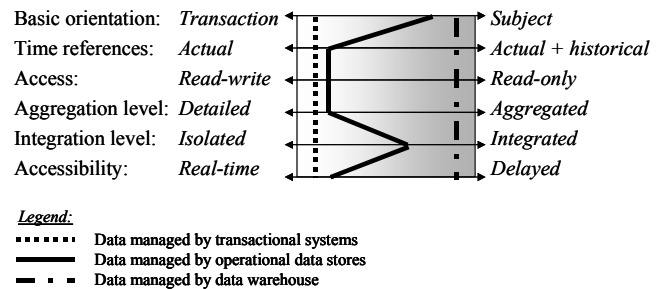 Basic orientation: Transaction Subject
Time references: Actual Actual + historical
Access: Read-write Read-only
Aggregation level: Detailed Aggregated
Integration level: Isolated Integrated
Accessibility: Real-time Delayed
Legend:
Data managed by transactional systems
Data managed by operational data stores
Data managed by data warehouse